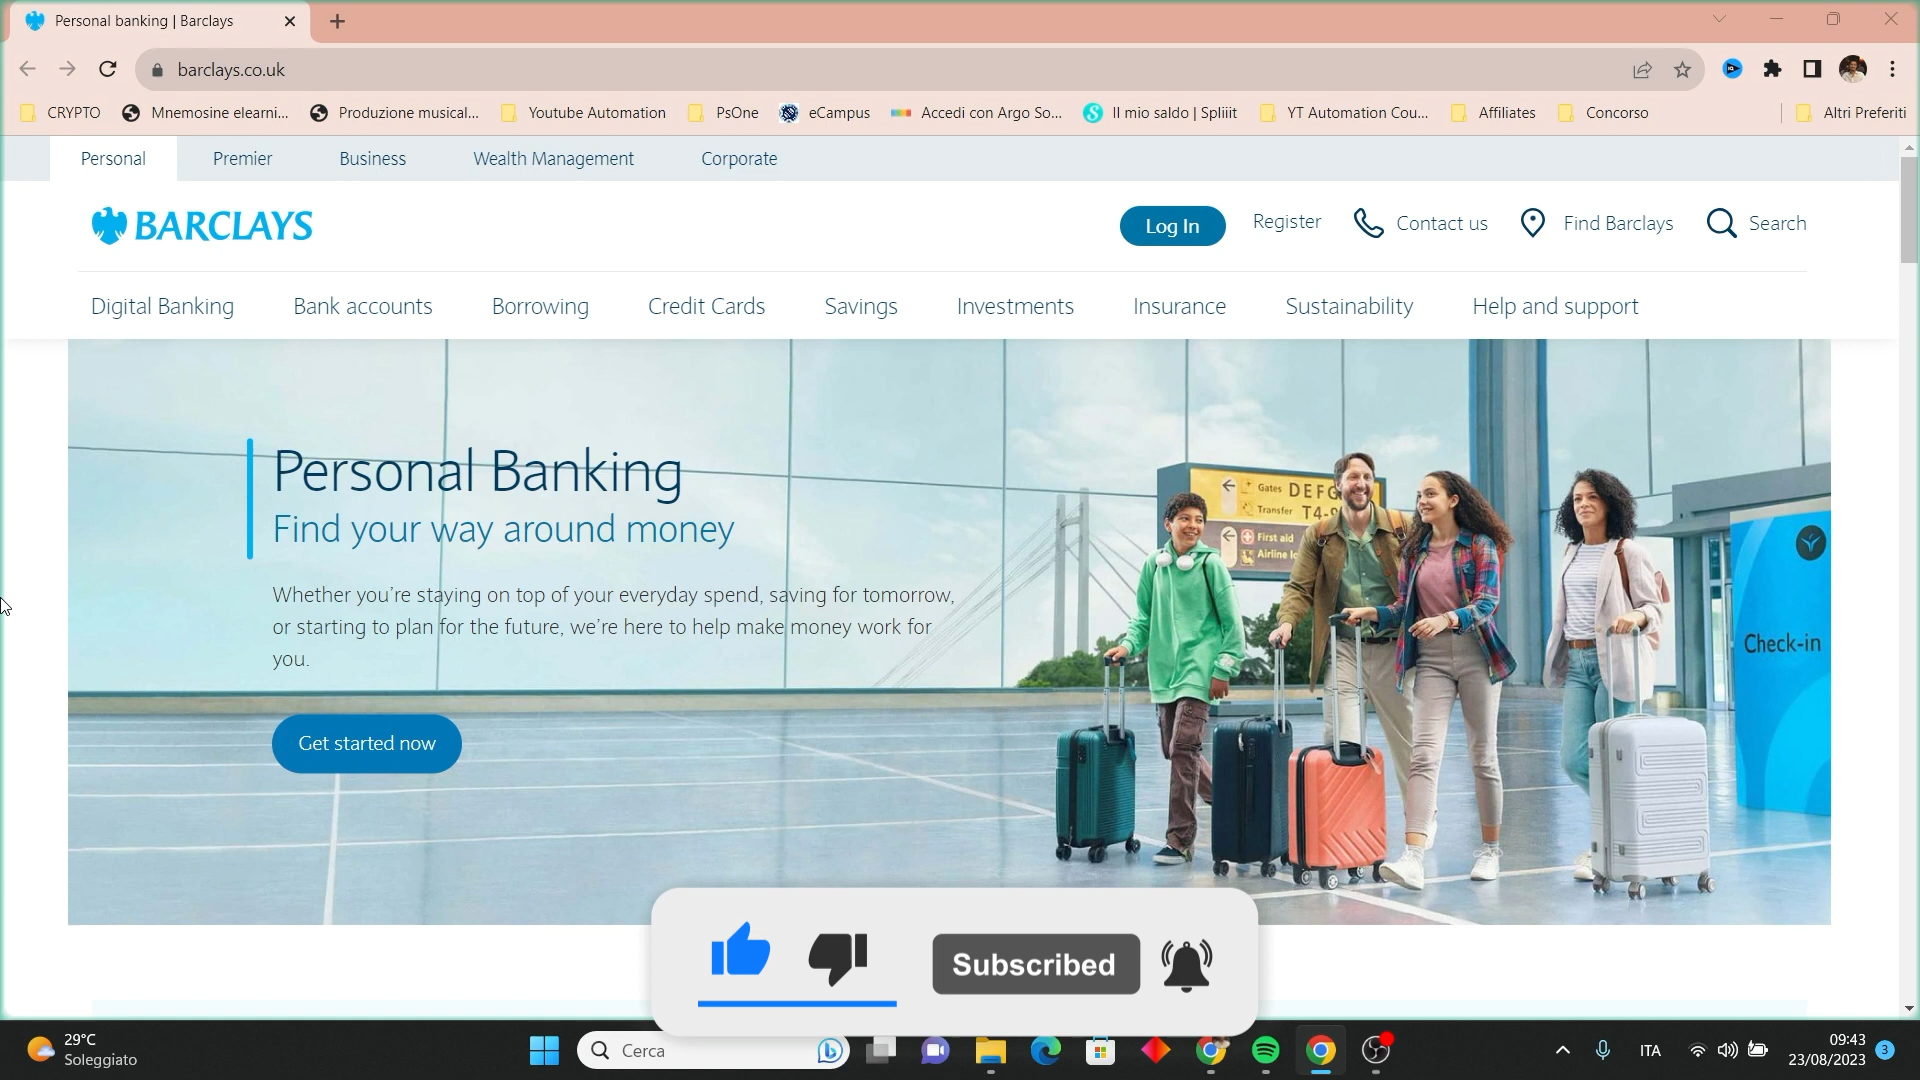 Personal banking | Barclays
barclays.co.uk
CRYPTO
Mnemosine elearni...
Produzione musical...
Youtube Automation
PsOne
eCampus
Accedi con Argo So...
Il mio saldo | Spliiit
YT Automation Cou...
Affiliates
Concorso
Altri Preferiti
Personal
Premier
Business
Wealth Management
Corporate
BARCLAYS
Log In
Register
Contact us
Find Barclays
Search
Digital Banking
Bank accounts
Borrowing
Credit Cards
Savings
Investments
Insurance
Sustainability
Help and support
Personal Banking
Find your way around money
Whether you’re staying on top of your everyday spend, saving for tomorrow,
or starting to plan for the future, we’re here to help make money work for
you.
Get started now
Gates DEFG
Transfer T4-9
First aid
Airline
Check-in
Subscribed
29°C
Soleggiato
Cerca
ITA
09:43
23/08/2023
3